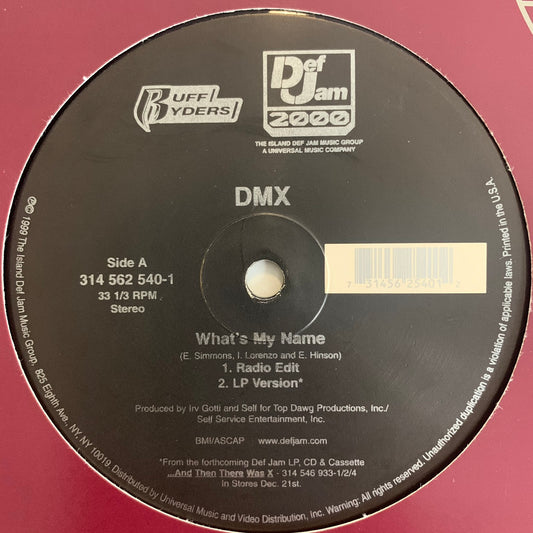 RUFF
RYDERS
Def
Jam
2000
THE ISLAND DEF JAM MUSIC GROUP
A UNIVERSAL MUSIC COMPANY
DMX
Side A
314 562 540-1
33 1/3 RPM
Stereo
7 31456 25401 2
What's My Name
(E. Simmons, I. Lorenzo and E. Hinson)
1. Radio Edit
2. LP Version*
Produced by Irv Gotti and Self for Top Dawg Productions, Inc./
Self Service Entertainment, Inc.
BMI/ASCAP www.defjam.com
*From the forthcoming Def Jam LP, CD & Cassette
...And Then There Was X - 314 546 933-1/2/4
In Stores Dec. 21st.
℗© 1999 The Island Def Jam Music Group, 825 Eighth Ave., NY, NY 10019. Distributed by Universal Music and Video Distribution, Inc. Warning: All rights reserved. Unauthorized duplication is a violation of applicable laws. Printed in the U.S.A.